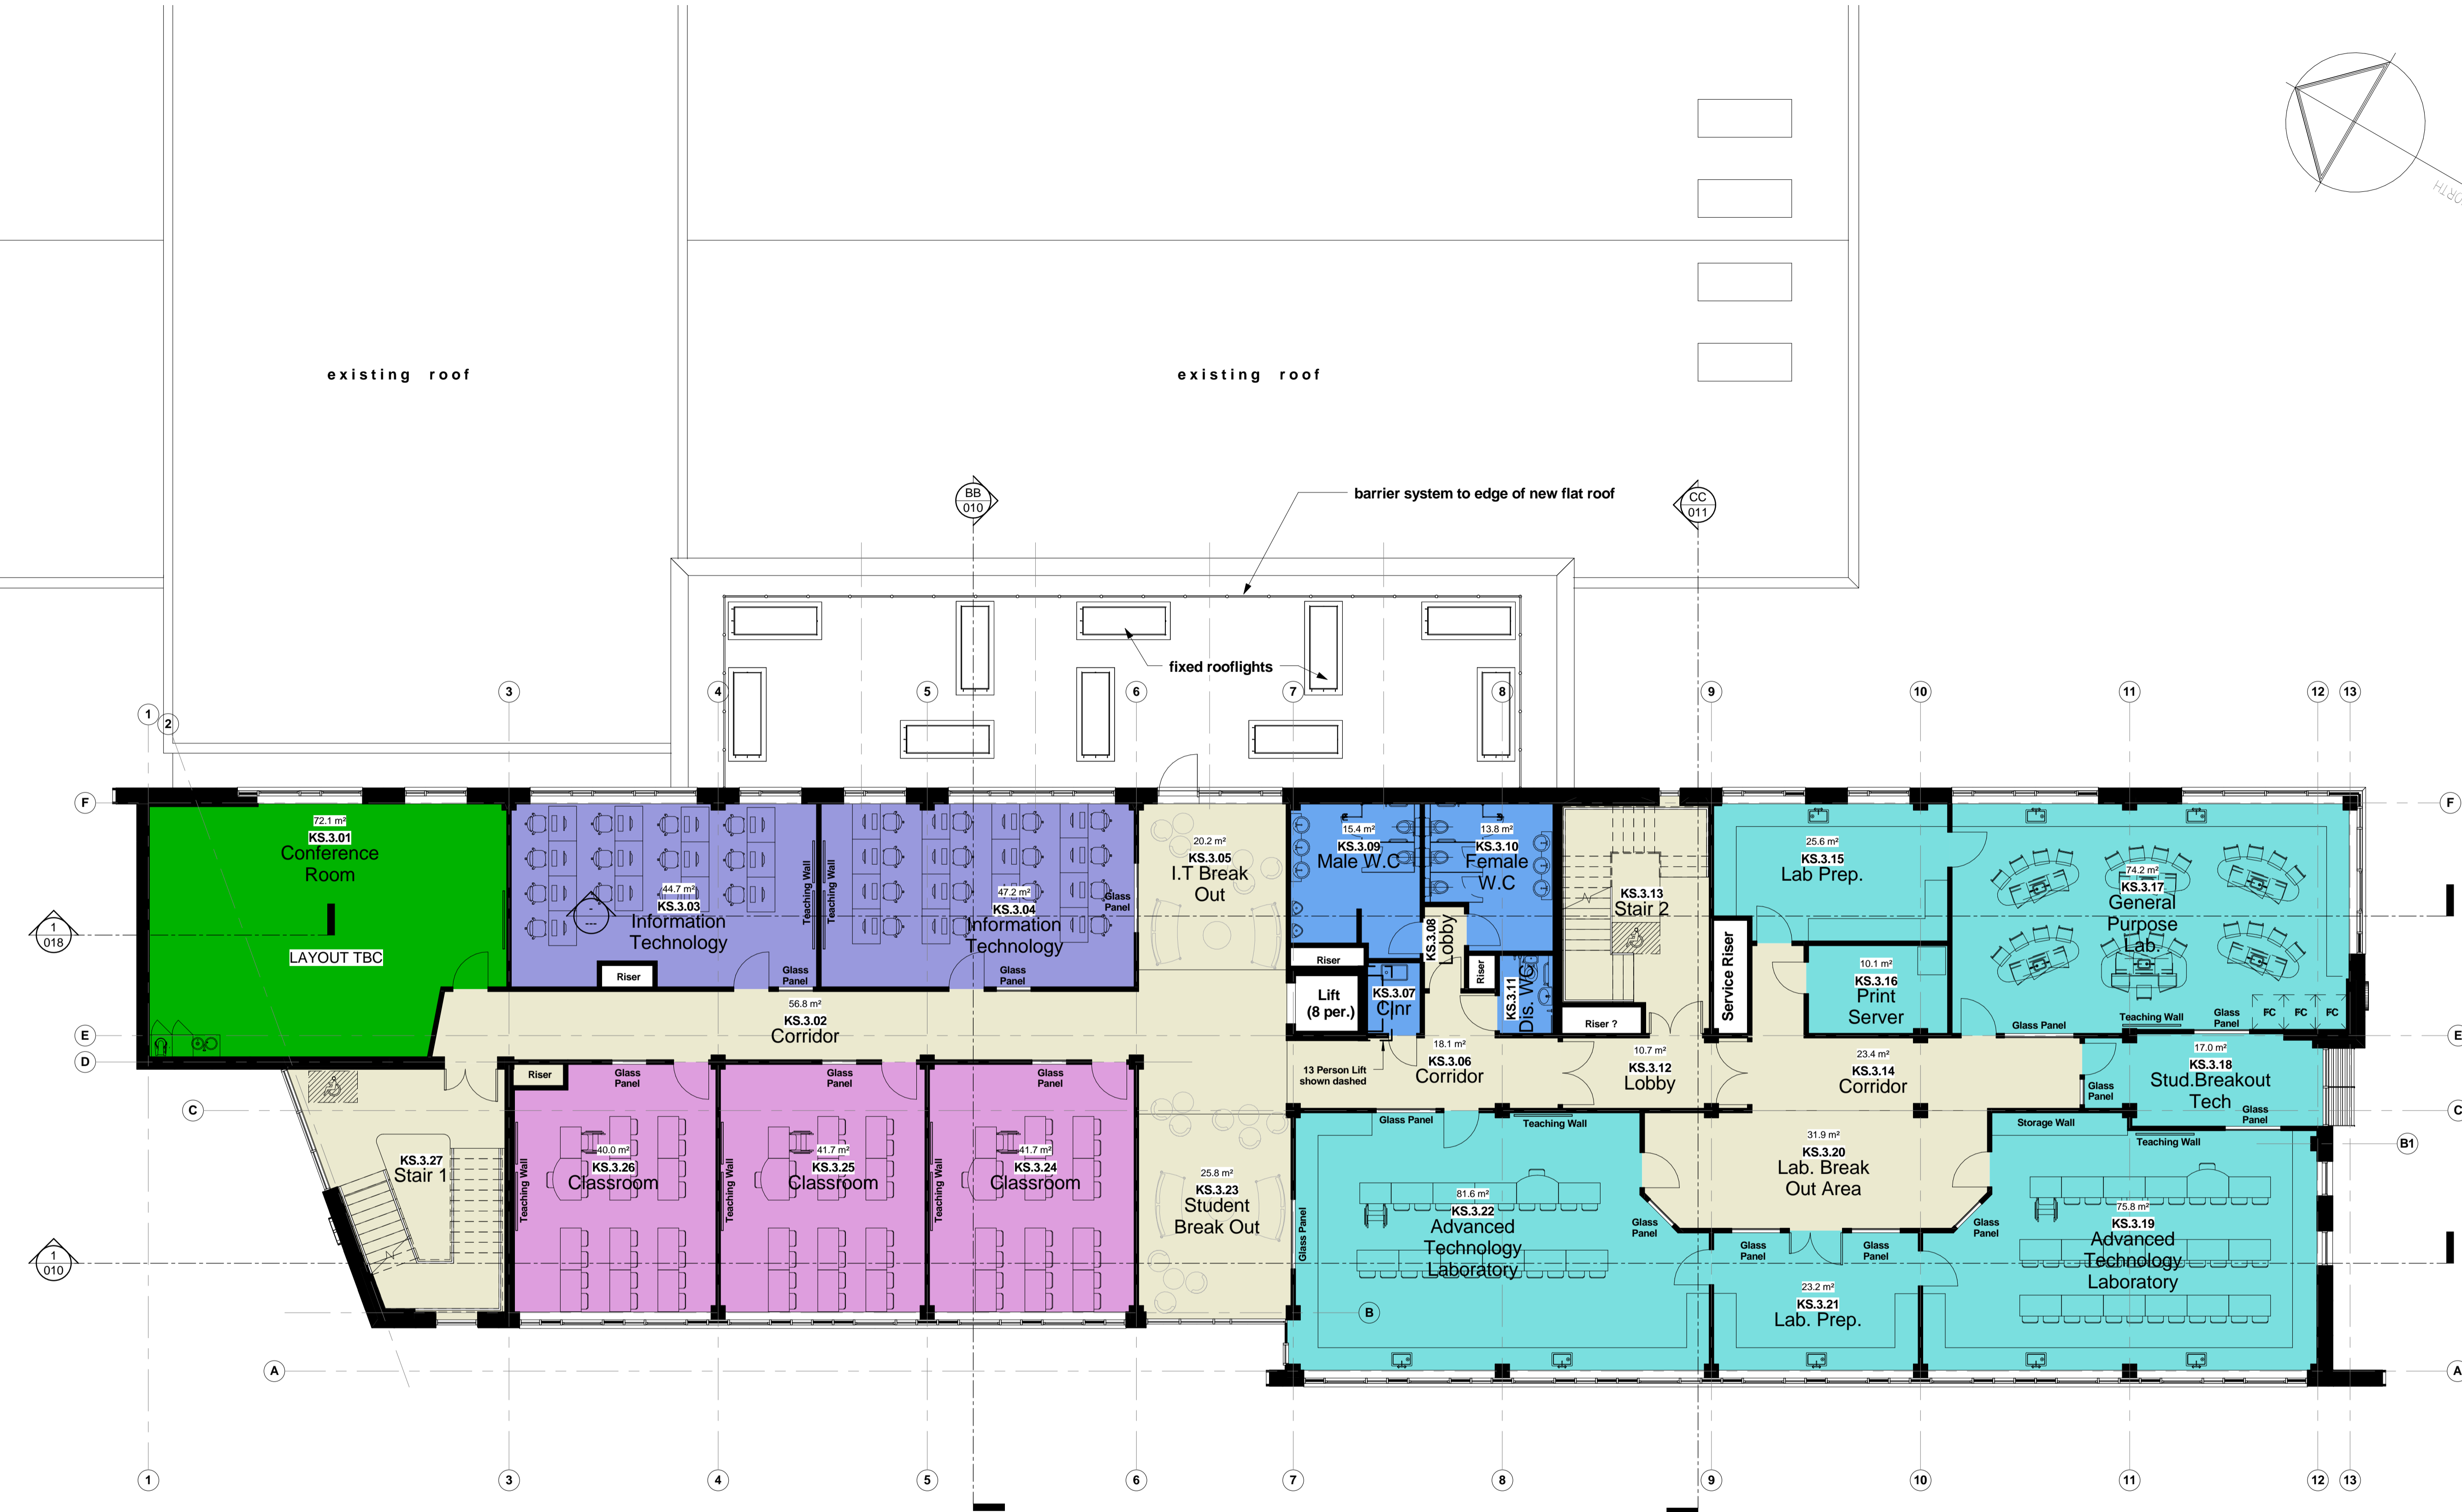 NORTH
existing roof
existing roof
BB
010
barrier system to edge of new flat roof
CC
011
fixed rooflights
1
2
3
4
5
6
7
8
9
10
11
12
13
F
F
72.1 m²
KS.3.01
Conference
Room
LAYOUT TBC
44.7 m²
KS.3.03
Information
Technology
Riser
Teaching Wall
Glass
Panel
Teaching Wall
47.2 m²
KS.3.04
Information
Technology
Glass
Panel
Glass
Panel
20.2 m²
KS.3.05
I.T Break
Out
15.4 m²
KS.3.09
Male W.C
13.8 m²
KS.3.10
Female
W.C
KS.3.08
Lobby
Riser
Lift
(8 per.)
KS.3.07
Clnr
Riser
KS.3.11
Dis. WC
KS.3.13
Stair 2
Riser ?
Service Riser
25.6 m²
KS.3.15
Lab Prep.
10.1 m²
KS.3.16
Print
Server
74.2 m²
KS.3.17
General
Purpose
Lab.
Glass Panel
Teaching Wall
Glass
Panel
FC
FC
FC
1
018
E
E
D
56.8 m²
KS.3.02
Corridor
13 Person Lift
shown dashed
18.1 m²
KS.3.06
Corridor
10.7 m²
KS.3.12
Lobby
23.4 m²
KS.3.14
Corridor
17.0 m²
KS.3.18
Stud.Breakout
Tech
Glass
Panel
Glass
Panel
C
C
B1
KS.3.27
Stair 1
Riser
Glass
Panel
Teaching Wall
40.0 m²
KS.3.26
Classroom
Glass
Panel
Teaching Wall
41.7 m²
KS.3.25
Classroom
Glass
Panel
Teaching Wall
41.7 m²
KS.3.24
Classroom
25.8 m²
KS.3.23
Student
Break Out
Glass Panel
Glass Panel
Teaching Wall
81.6 m²
KS.3.22
Advanced
Technology
Laboratory
Glass
Panel
31.9 m²
KS.3.20
Lab. Break
Out Area
Glass
Panel
Glass
Panel
Glass
Panel
23.2 m²
KS.3.21
Lab. Prep.
Storage Wall
Teaching Wall
75.8 m²
KS.3.19
Advanced
Technology
Laboratory
1
010
B
A
A
1
3
4
5
6
7
8
9
10
11
12
13